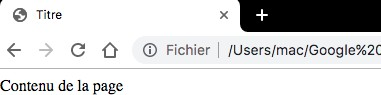 Titre
Fichier | /Users/mac/Google%20
Contenu de la page